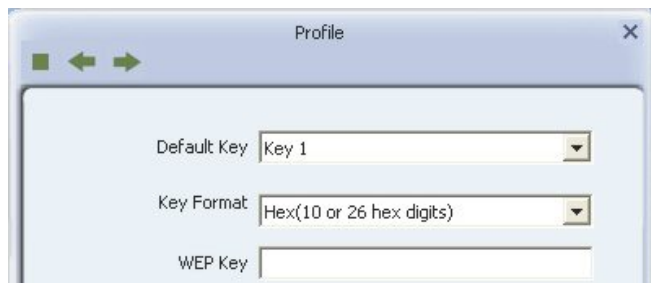 Profile
Default Key Key 1
Key Format Hex(10 or 26 hex digits)
WEP Key